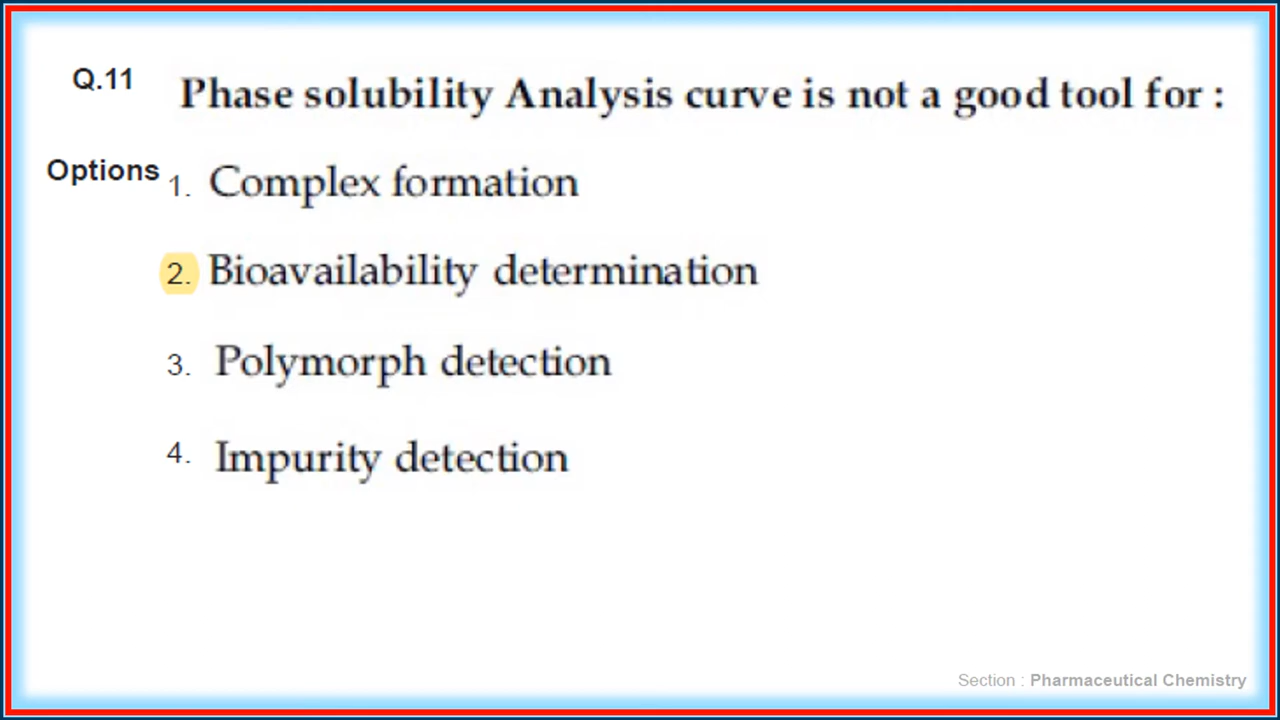 Q.11 Phase solubility Analysis curve is not a good tool for :
Options 1. Complex formation
2. Bioavailability determination
3. Polymorph detection
4. Impurity detection
Section : Pharmaceutical Chemistry